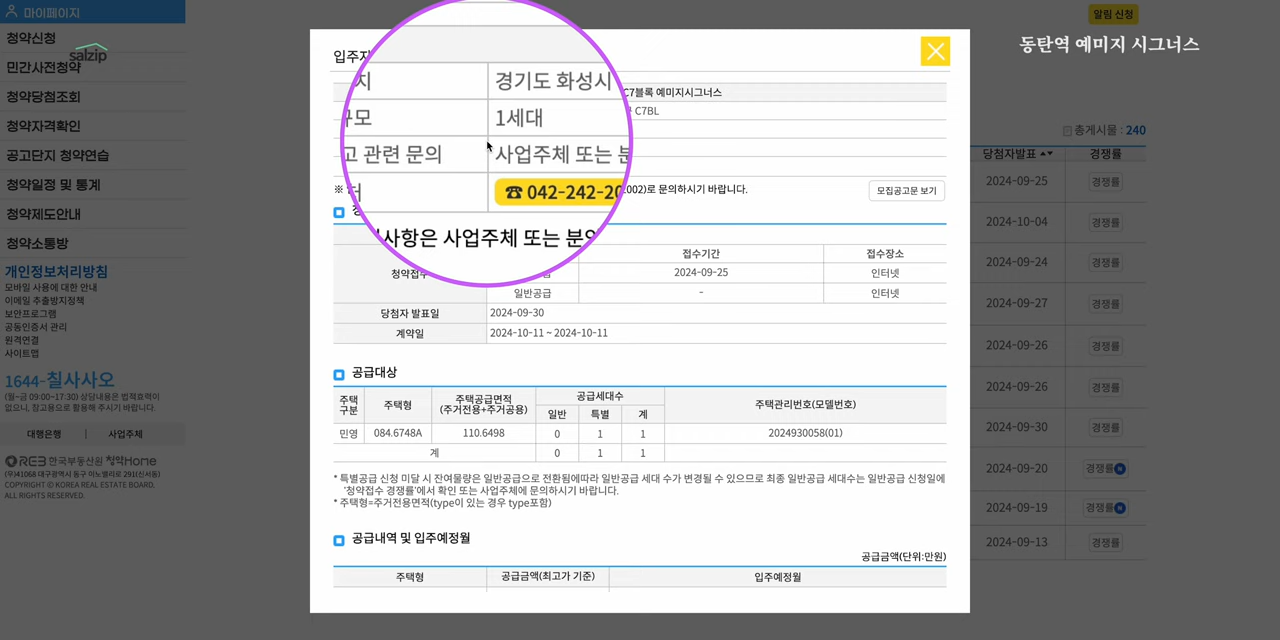 마이페이지
청약신청
salzip
민간사전청약
청약당첨조회
청약자격확인
공고단지 청약연습
청약일정 및 통계
청약제도안내
청약소통방
개인정보처리방침
모바일 사용에 대한 안내
이메일 추출방지정책
보안프로그램
공동인증서 관리
원격연결
사이트맵
1644-칠사사오
(월~금 09:00~17:30) 상담내용은 법적효력이
없으니, 참고용으로 활용해 주시기 바랍니다.
대행은행 | 사업주체
REB 한국부동산원 청약Home
(우)41068 대구광역시 동구 이노밸리로 291(신서동)
COPYRIGHT © KOREA REAL ESTATE BOARD.
ALL RIGHTS RESERVED.
입주자
C7블록 예미지시그너스
C7BL
지 경기도 화성시
규모 1세대
고 관련 문의 사업주체 또는 분
☎ 042-242-20
사항은 사업주체 또는 분양
※
2002)로 문의하시기 바랍니다.
모집공고문 보기
청약접수
접수기간 접수장소
2024-09-25 인터넷
일반공급 - 인터넷
당첨자 발표일 2024-09-30
계약일 2024-10-11 ~ 2024-10-11
공급대상
주택구분 주택형 주택공급면적 공급세대수 주택관리번호(모델번호)
(주거전용+주거공용) 일반 특별 계
민영 084.6748A 110.6498 0 1 1 2024930058(01)
계 0 1 1
* 특별공급 신청 미달 시 잔여물량은 일반공급으로 전환됨에따라 일반공급 세대 수가 변경될 수 있으므로 최종 일반공급 세대수는 일반공급 신청일에
'청약접수 경쟁률'에서 확인 또는 사업주체에 문의하시기 바랍니다.
* 주택형=주거전용면적(type이 있는 경우 type포함)
공급내역 및 입주예정월
공급금액(단위:만원)
주택형 공급금액(최고가 기준) 입주예정월
알림 신청
동탄역 예미지 시그너스
총게시물 : 240
당첨자발표 ▲▼ 경쟁률
2024-09-25 경쟁률
2024-10-04 경쟁률
2024-09-24 경쟁률
2024-09-27 경쟁률
2024-09-26 경쟁률
2024-09-26 경쟁률
2024-09-30 경쟁률
2024-09-20 경쟁률 N
2024-09-19 경쟁률 N
2024-09-13 경쟁률